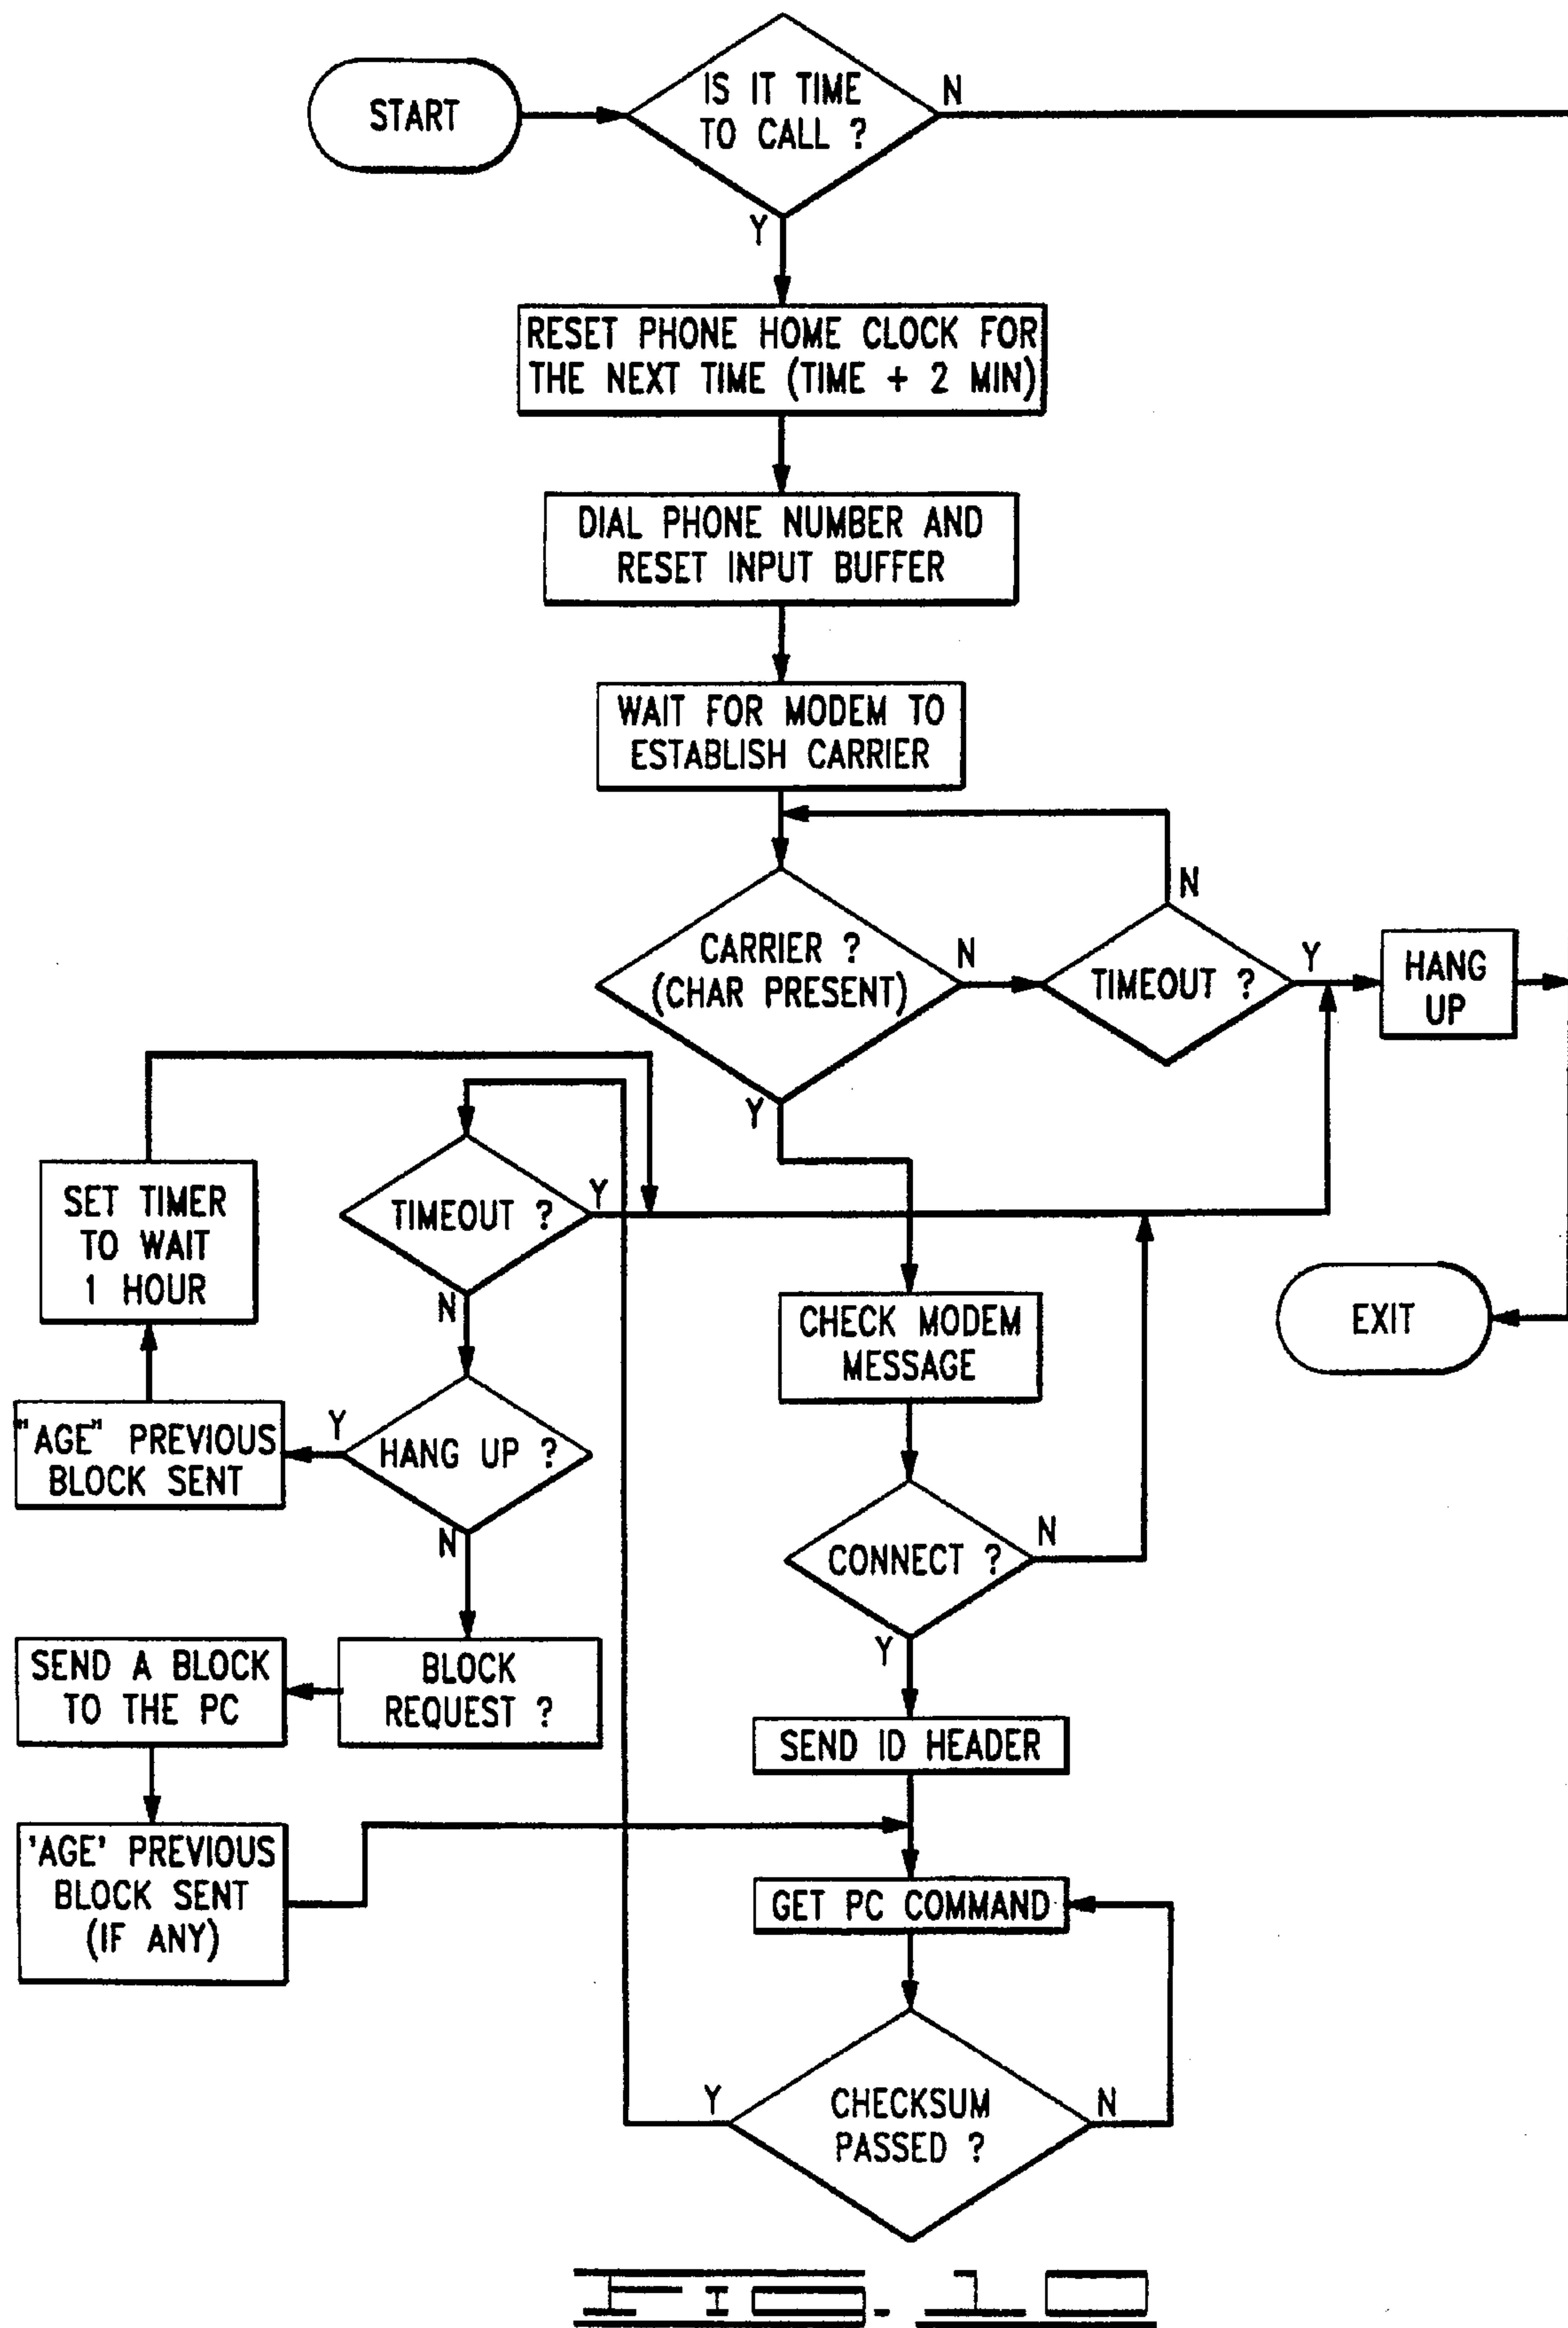 START
IS IT TIME
TO CALL ?
N
Y
RESET PHONE HOME CLOCK FOR
THE NEXT TIME (TIME + 2 MIN)
DIAL PHONE NUMBER AND
RESET INPUT BUFFER
WAIT FOR MODEM TO
ESTABLISH CARRIER
CARRIER ?
(CHAR PRESENT)
N
Y
TIMEOUT ?
N
Y
HANG
UP
EXIT
SET TIMER
TO WAIT
1 HOUR
TIMEOUT ?
Y
N
"AGE" PREVIOUS
BLOCK SENT
Y
HANG UP ?
N
SEND A BLOCK
TO THE PC
BLOCK
REQUEST ?
'AGE' PREVIOUS
BLOCK SENT
(IF ANY)
CHECK MODEM
MESSAGE
CONNECT ?
N
Y
SEND ID HEADER
GET PC COMMAND
Y
CHECKSUM
PASSED ?
N
FIG. 10